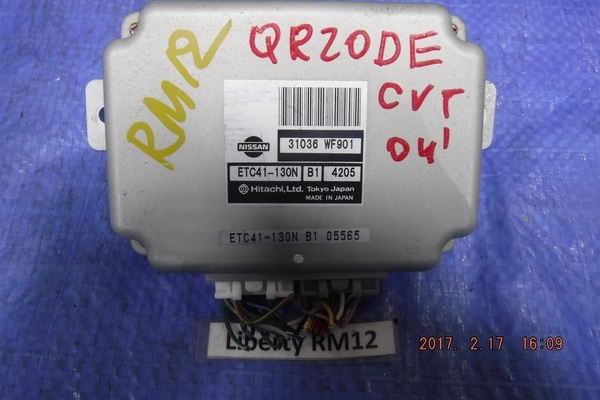 RM12
QR20DE
CVT
04'
NISSAN
31036 WF901
ETC41-130N B1 4205
Hitachi,Ltd. Tokyo Japan
MADE IN JAPAN
ETC41-130N B1 05565
Liberty RM12
2017. 2.17 16:09